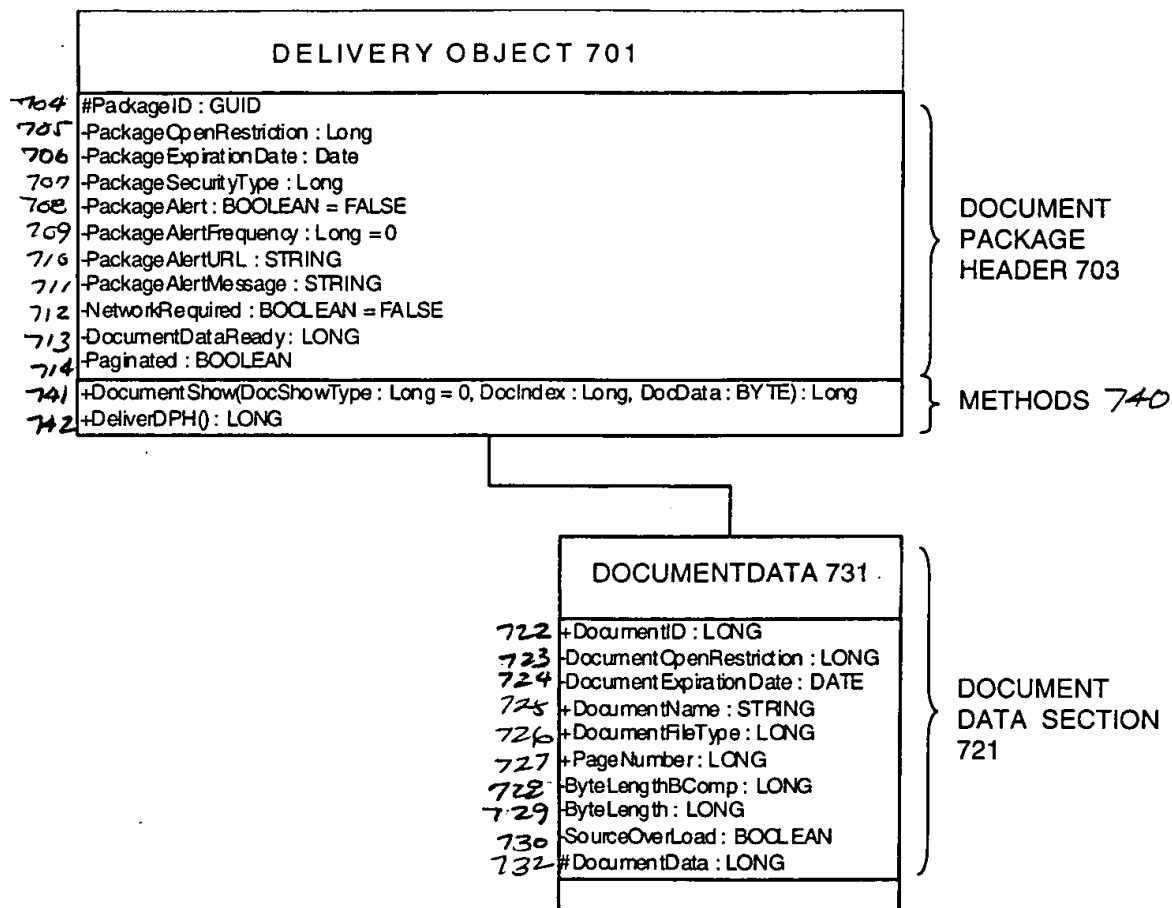 DELIVERY OBJECT 701
704 #PackageID : GUID
705 -PackageOpenRestriction : Long
706 -PackageExpirationDate : Date
707 -PackageSecurityType : Long
708 -PackageAlert : BOOLEAN = FALSE
709 -PackageAlertFrequency : Long = 0
710 -PackageAlertURL : STRING
711 -PackageAlertMessage : STRING
712 -NetworkRequired : BOOLEAN = FALSE
713 -DocumentDataReady : LONG
714 -Paginated : BOOLEAN
DOCUMENT
PACKAGE
HEADER 703
741 +DocumentShow(DocShowType : Long = 0, DocIndex : Long, DocData : BYTE) : Long
742 +DeliverDPH() : LONG
METHODS 740
DOCUMENTDATA 731
722 +DocumentID : LONG
723 -DocumentOpenRestriction : LONG
724 -DocumentExpirationDate : DATE
725 +DocumentName : STRING
726 +DocumentFileType : LONG
727 +PageNumber : LONG
728 -ByteLengthBComp : LONG
729 -ByteLength : LONG
730 -SourceOverLoad : BOOLEAN
732 #DocumentData : LONG
DOCUMENT
DATA SECTION
721